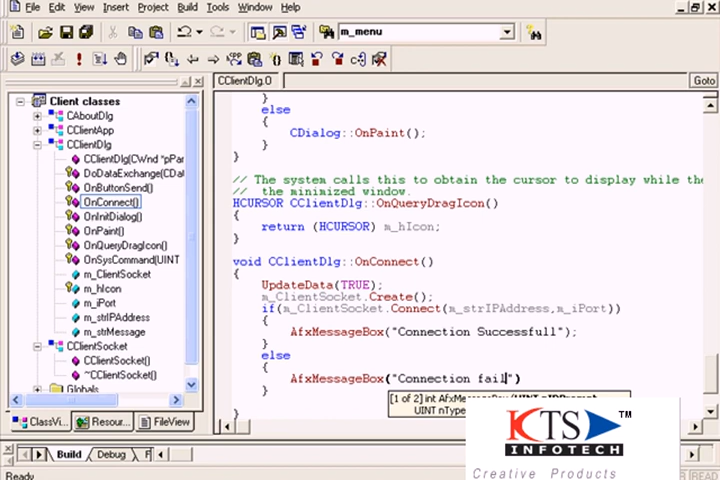 File Edit View Insert Project Build Tools Window Help
m_menu
CClientDlg.0
Goto
Client classes
CAboutDlg
CClientApp
CClientDlg
CClientDlg(CWnd *pPar
DoDataExchange(CDat
OnButtonSend()
OnConnect()
OnInitDialog()
OnPaint()
OnQueryDragIcon()
OnSysCommand(UINT
m_ClientSocket
m_hIcon
m_iPort
m_strIPAddress
m_strMessage
CClientSocket
CClientSocket()
~CClientSocket()
Globals
ClassVi...
Resour...
FileView
}
else
{
CDialog::OnPaint();
}
}
// The system calls this to obtain the cursor to display while the
// the minimized window.
HCURSOR CClientDlg::OnQueryDragIcon()
{
return (HCURSOR) m_hIcon;
}
void CClientDlg::OnConnect()
{
UpdateData(TRUE);
m_ClientSocket.Create();
if(m_ClientSocket.Connect(m_strIPAddress,m_iPort))
{
AfxMessageBox("Connection Successfull");
}
else
{
AfxMessageBox("Connection fail")
}
}
[1 of 2] int AfxMessageBox (UINT nIDPrompt,
UINT nType
Build Debug F
Ready
KTS TM
INFOTECH
Creative Products
READ